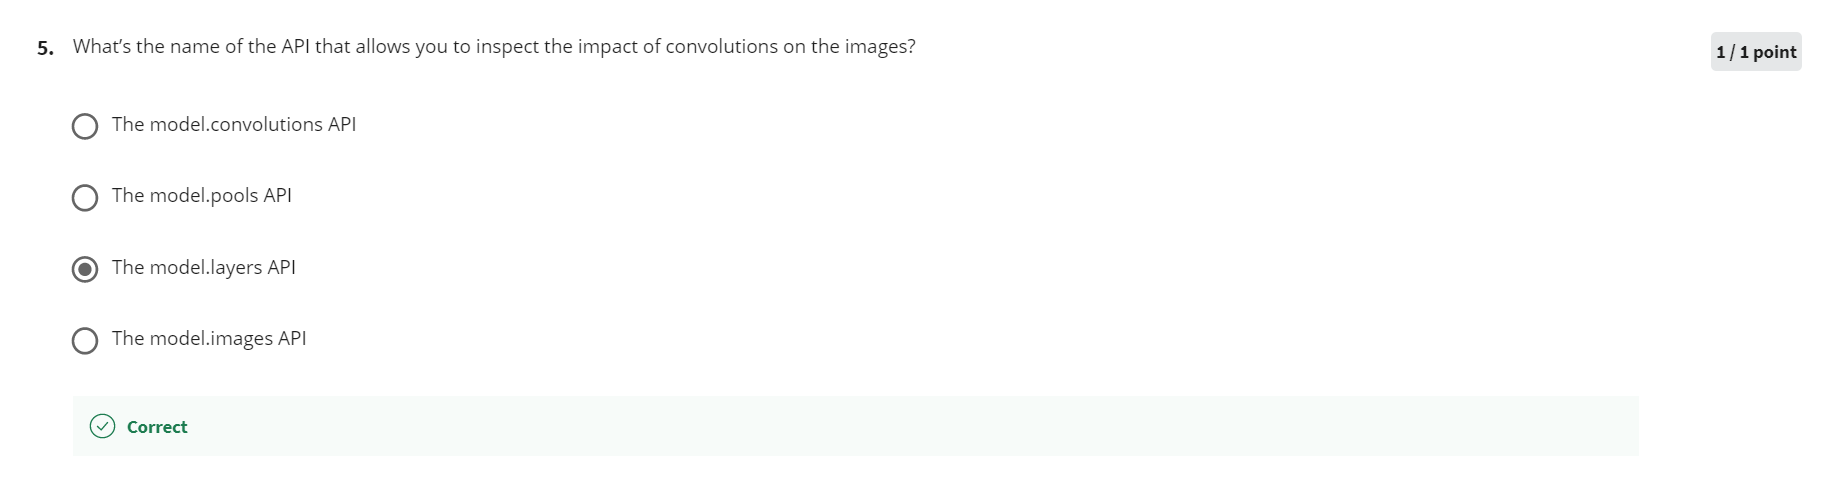 5. What's the name of the API that allows you to inspect the impact of convolutions on the images?
1 / 1 point
The model.convolutions API
The model.pools API
The model.layers API
The model.images API
Correct